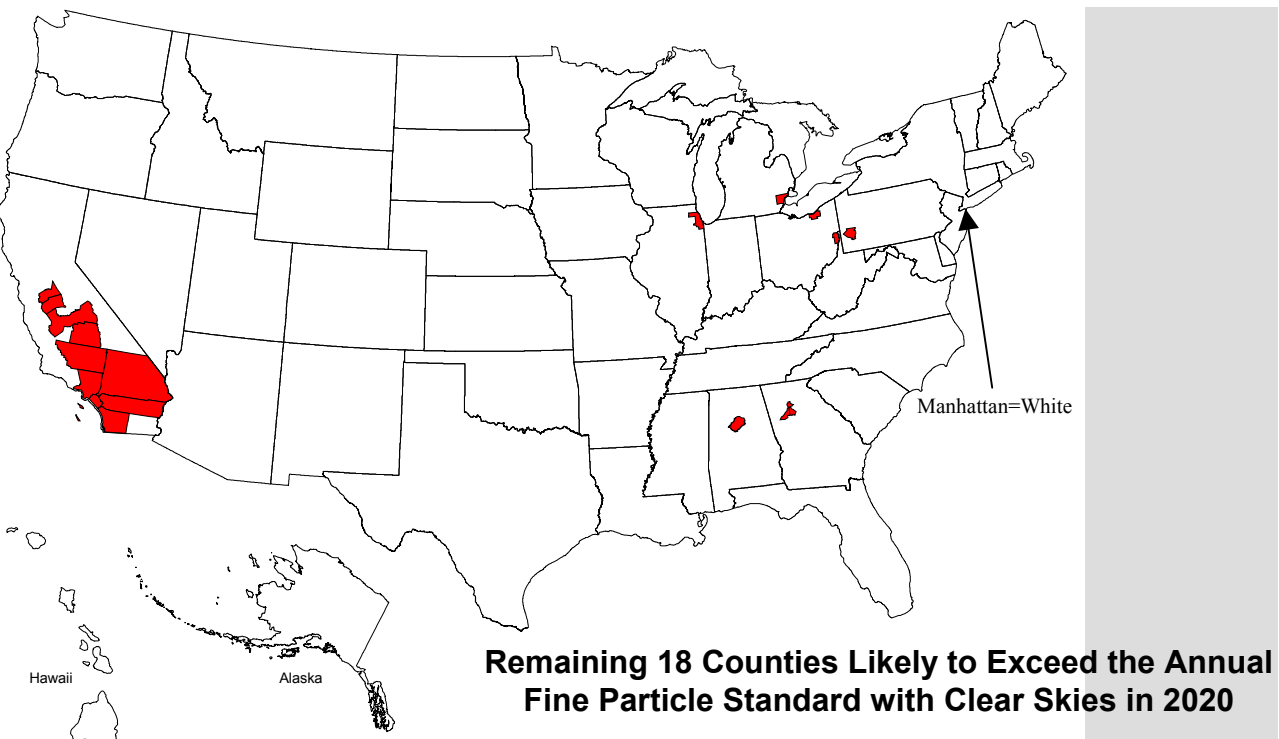 Manhattan=White
Hawaii
Alaska
Remaining 18 Counties Likely to Exceed the Annual
Fine Particle Standard with Clear Skies in 2020